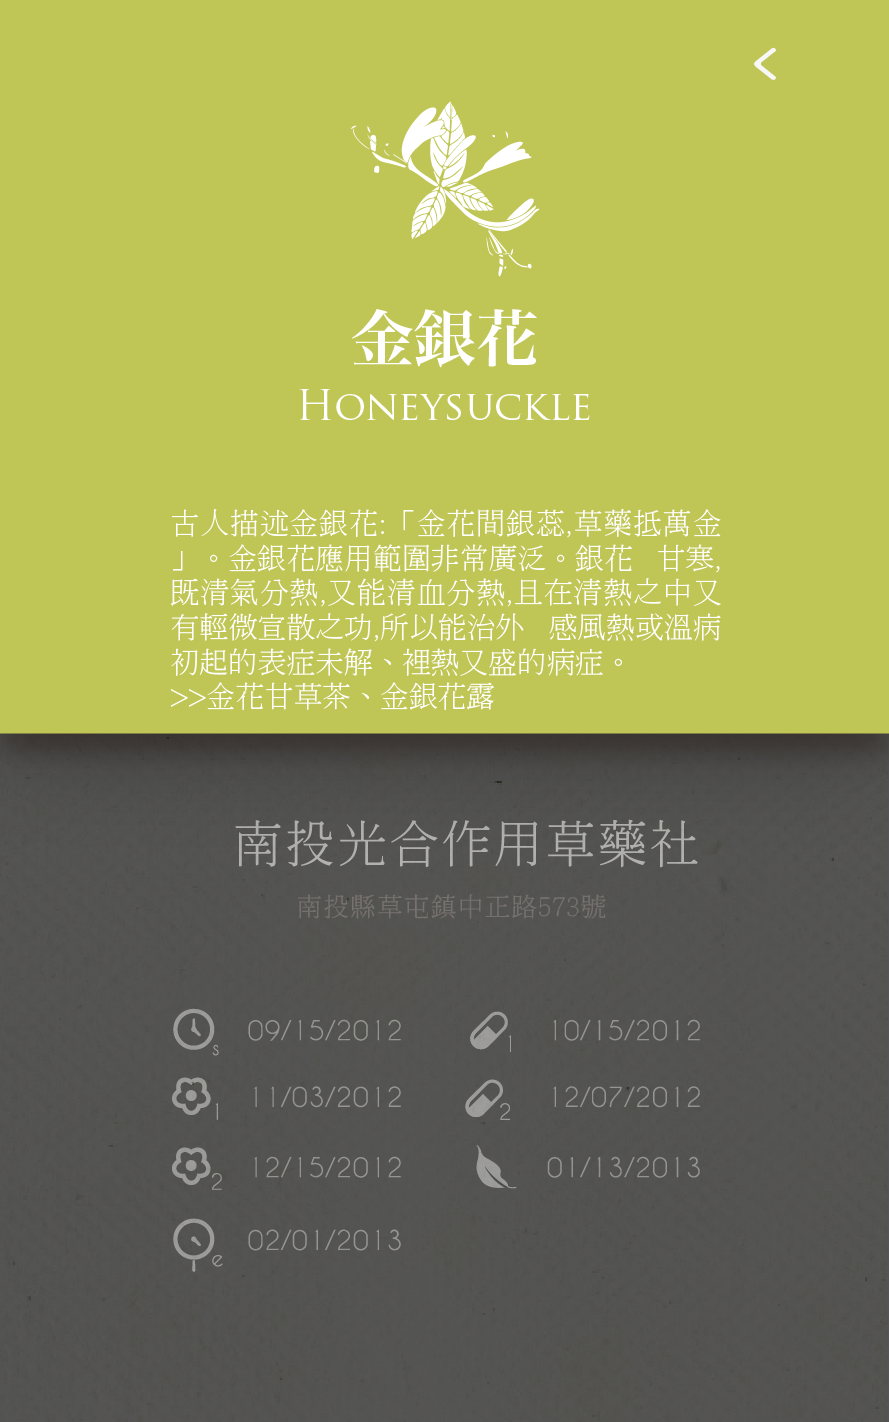 金銀花
HONEYSUCKLE
古人描述金銀花:「金花間銀蕊,草藥抵萬金
」。金銀花應用範圍非常廣泛。銀花 甘寒,
既清氣分熱,又能清血分熱,且在清熱之中又
有輕微宣散之功,所以能治外 感風熱或溫病
初起的表症未解、裡熱又盛的病症。
>>金花甘草茶、金銀花露
南投光合作用草藥社
南投縣草屯鎮中正路573號
s 09/15/2012 1 10/15/2012
1 11/03/2012 2 12/07/2012
2 12/15/2012 01/13/2013
e 02/01/2013